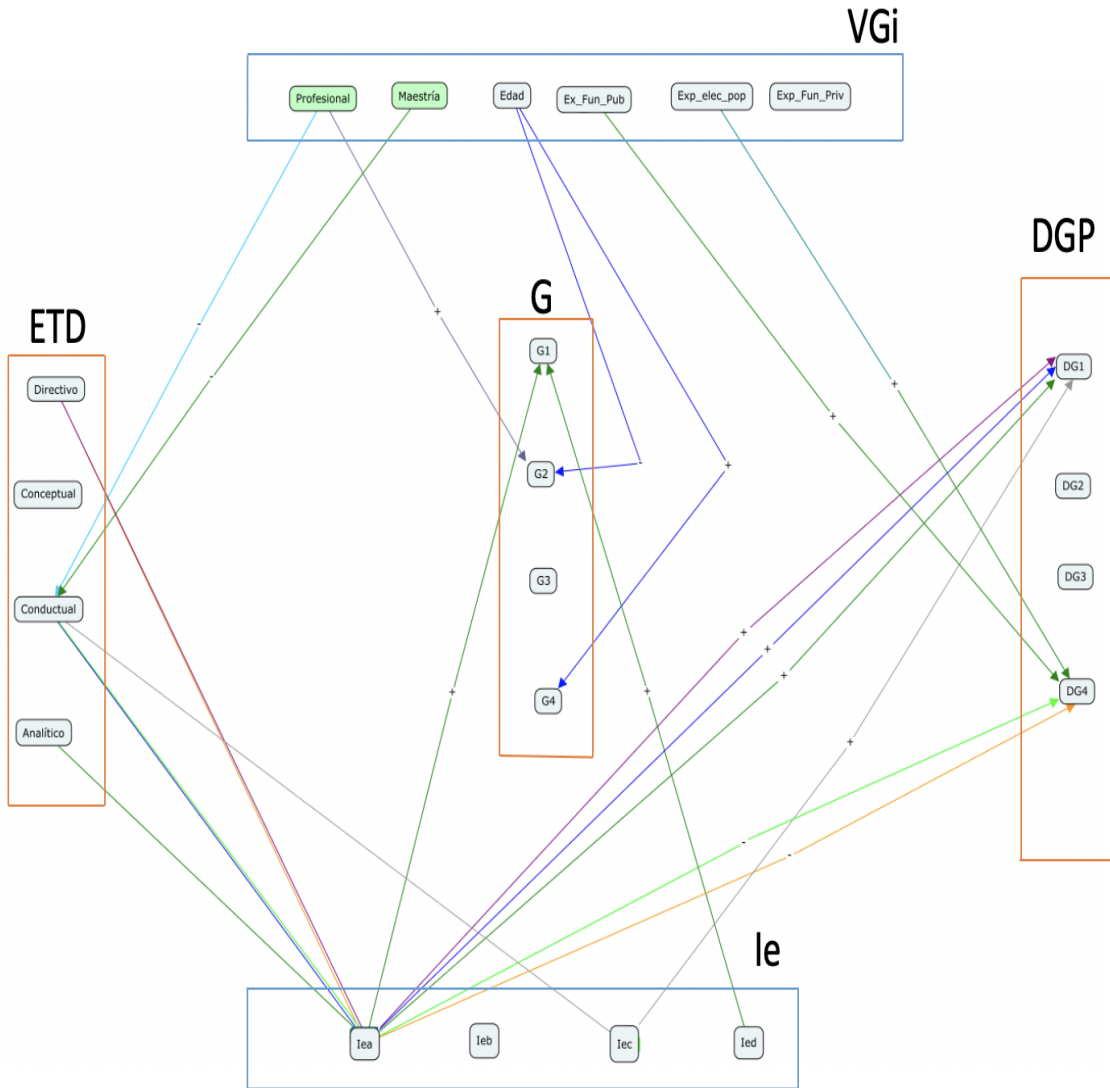 VGi
Profesional
Maestría
Edad
Ex_Fun_Pub
Exp_elec_pop
Exp_Fun_Priv
DGP
G
ETD
-
+
G1
DG1
Directivo
-
+
+
G2
-
+
DG2
Conceptual
G3
DG3
Conductual
+
+
+
+
+
G4
DG4
Analítico
+
-
-
Ie
Iea
Ieb
Iec
Ied